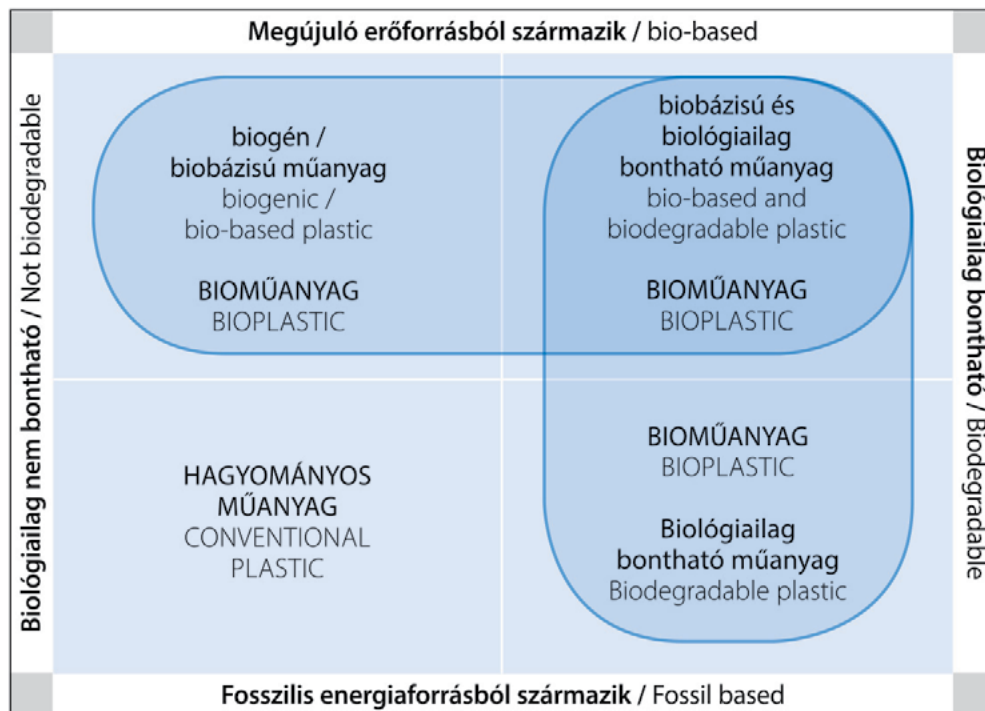 Megújuló erőforrásból származik / bio-based
Biológiailag nem bontható / Not biodegradable
biogén /
biobázisú műanyag
biogenic /
bio-based plastic
BIOMŰANYAG
BIOPLASTIC
biobázisú és
biológiailag
bontható műanyag
bio-based and
biodegradable plastic
BIOMŰANYAG
BIOPLASTIC
HAGYOMÁNYOS
MŰANYAG
CONVENTIONAL
PLASTIC
BIOMŰANYAG
BIOPLASTIC
Biológiailag
bontható műanyag
Biodegradable plastic
Biológiailag bontható / Biodegradable
Fosszilis energiaforrásból származik / Fossil based